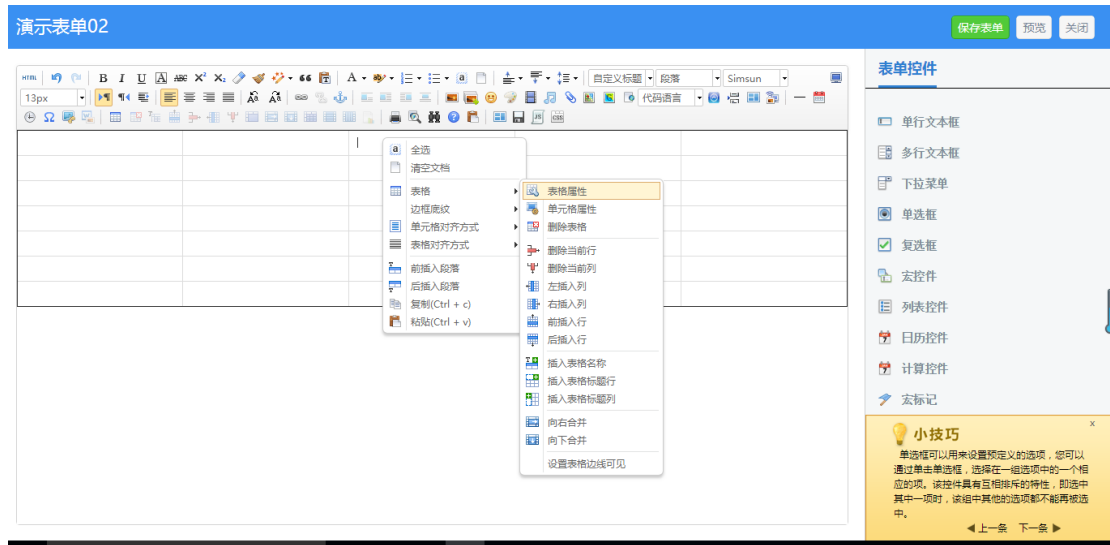 演示表单02
保存表单 预览 关闭
HTML B I U A ABC X² X₂ 66 T A a 自定义标题 段落 Simsun
13px 代码语言
Ω JS CSS
a 全选
清空文档
表格
边框底纹
单元格对齐方式
表格对齐方式
前插入段落
后插入段落
复制(Ctrl + c)
粘贴(Ctrl + v)
表格属性
单元格属性
删除表格
删除当前行
删除当前列
左插入列
右插入列
前插入行
后插入行
插入表格名称
插入表格标题行
插入表格标题列
向右合并
向下合并
设置表格边线可见
表单控件
单行文本框
多行文本框
下拉菜单
单选框
复选框
宏控件
列表控件
日历控件
计算控件
宏标记
小技巧 x
单选框可以用来设置预定义的选项，您可以
通过单击单选框，选择在一组选项中的一个相
应的项。该控件具有互相排斥的特性，即选中
其中一项时，该组中其他的选项都不能再被选
中。
◀上一条 下一条▶